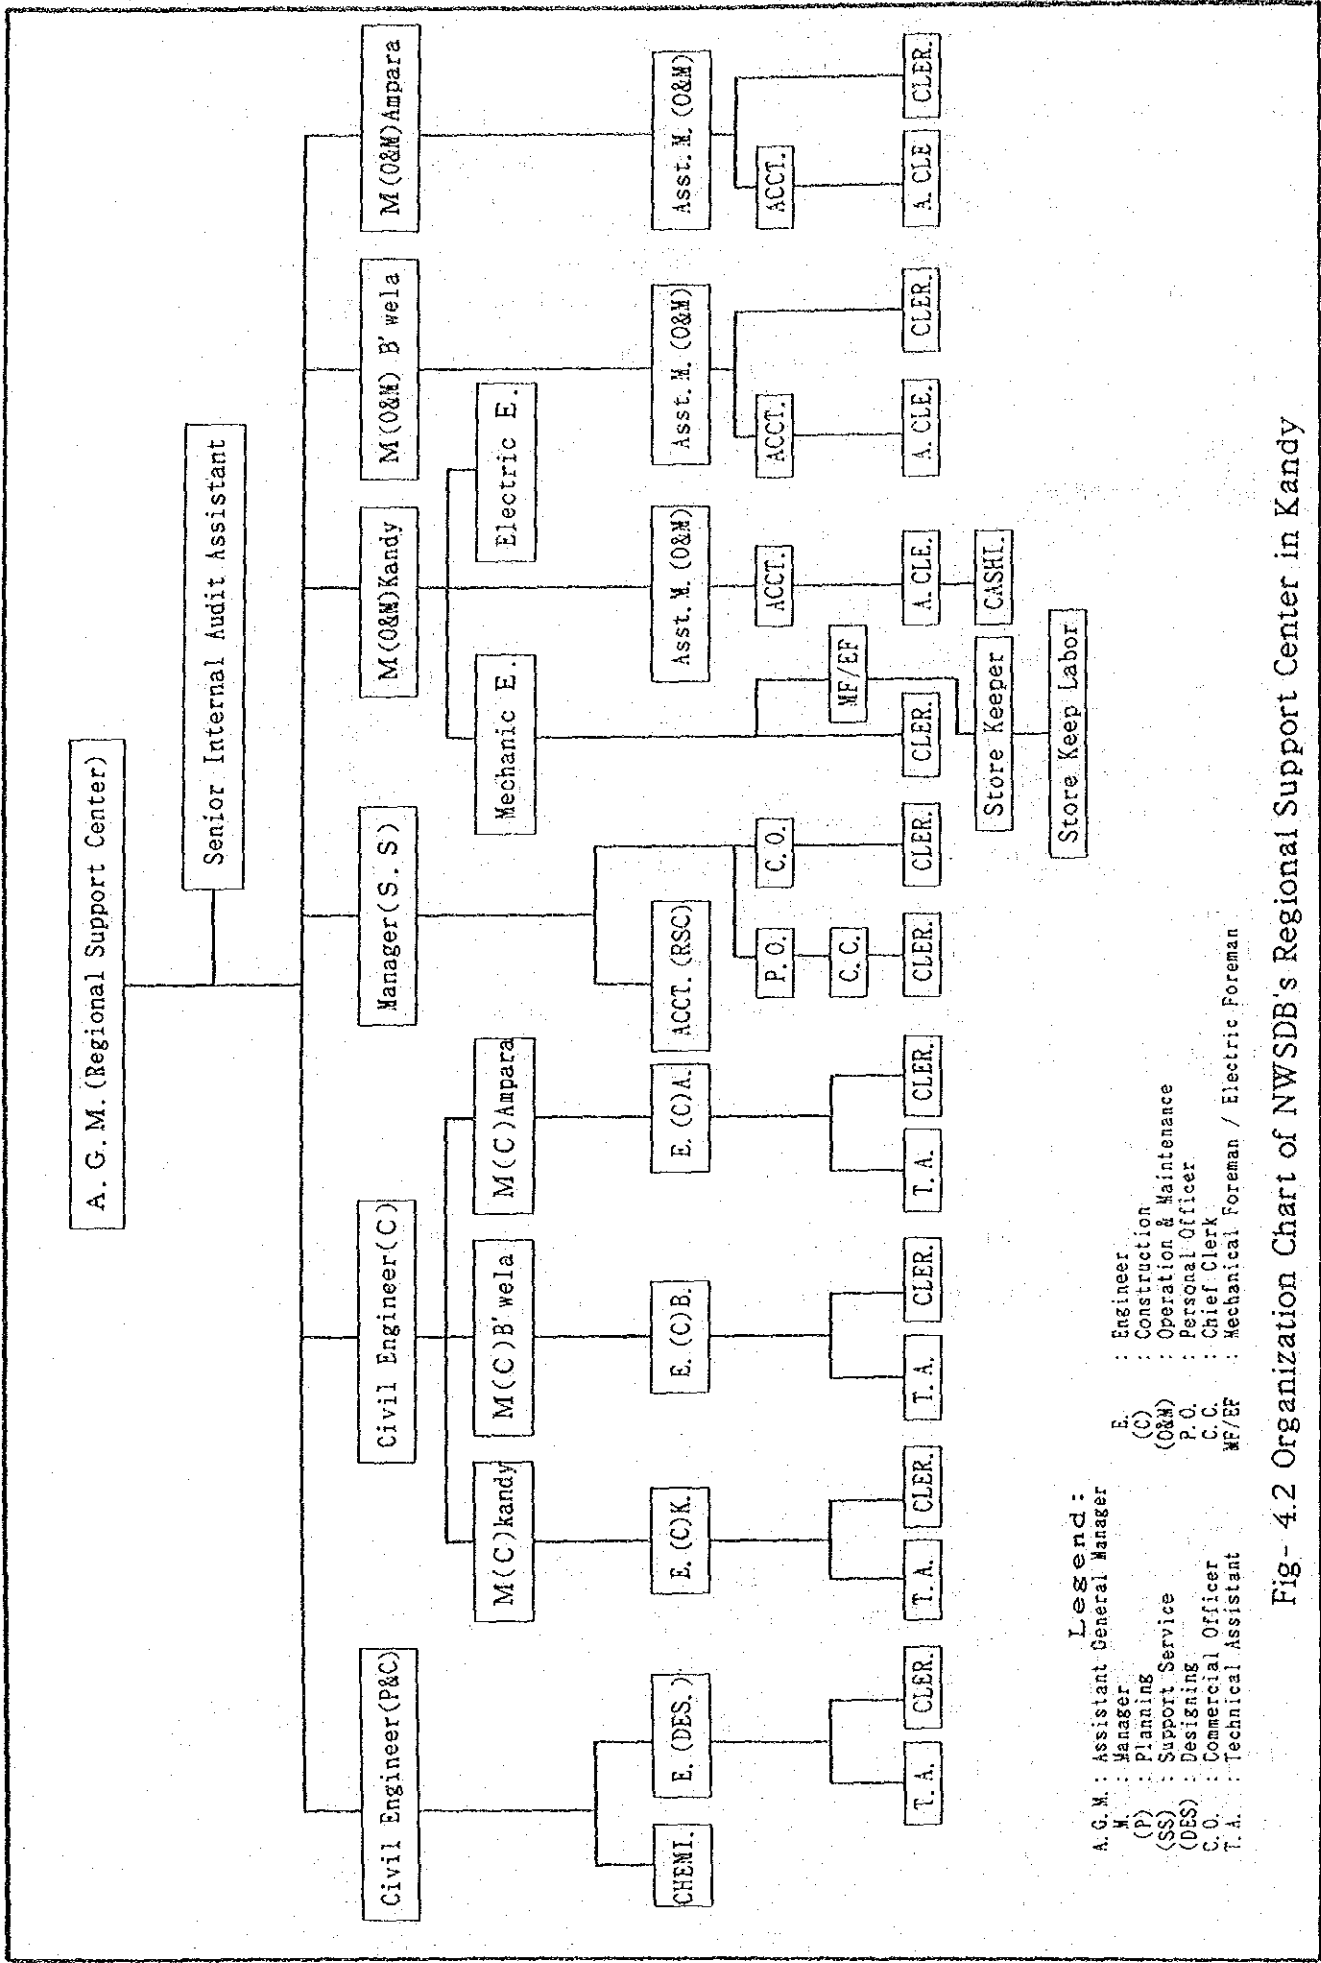 A. G. M. (Regional Support Center)
Senior Internal Audit Assistant
Civil Engineer(P&C)
Civil Engineer(C)
Manager(S.S)
M(O&M)Kandy
M(O&M) B'wela
M(O&M)Ampara
M(C)kandy
M(C)B'wela
M(C)Ampara
Mechanic E.
Electric E.
CHEMI.
E. (DES.)
E. (C)K.
E. (C)B.
E. (C)A.
ACCT. (RSC)
Asst. M. (O&M)
Asst. M. (O&M)
Asst. M. (O&M)
P. O.
C. O.
ACCT.
ACCT.
ACCT.
C. C.
MF/EF
T. A.
CLER.
T. A.
CLER.
T. A.
CLER.
T. A.
CLER.
CLER.
CLER.
CLER.
A. CLE.
A. CLE.
CLER.
A. CLE
CLER.
Store Keeper
CASHI.
Store Keep Labor
Legend :
A. G. M. : Assistant General Manager
M. : Manager
(P) : Planning
(SS) : Support Service
(DES) : Designing
C. O. : Commercial Officer
T. A. : Technical Assistant
E. : Engineer
(C) : Construction
(O&M) : Operation & Maintenance
P. O. : Personal Officer
C. C. : Chief Clerk
MF/EF : Mechanical Foreman / Electric Foreman
Fig- 4.2 Organization Chart of NWSDB's Regional Support Center in Kandy